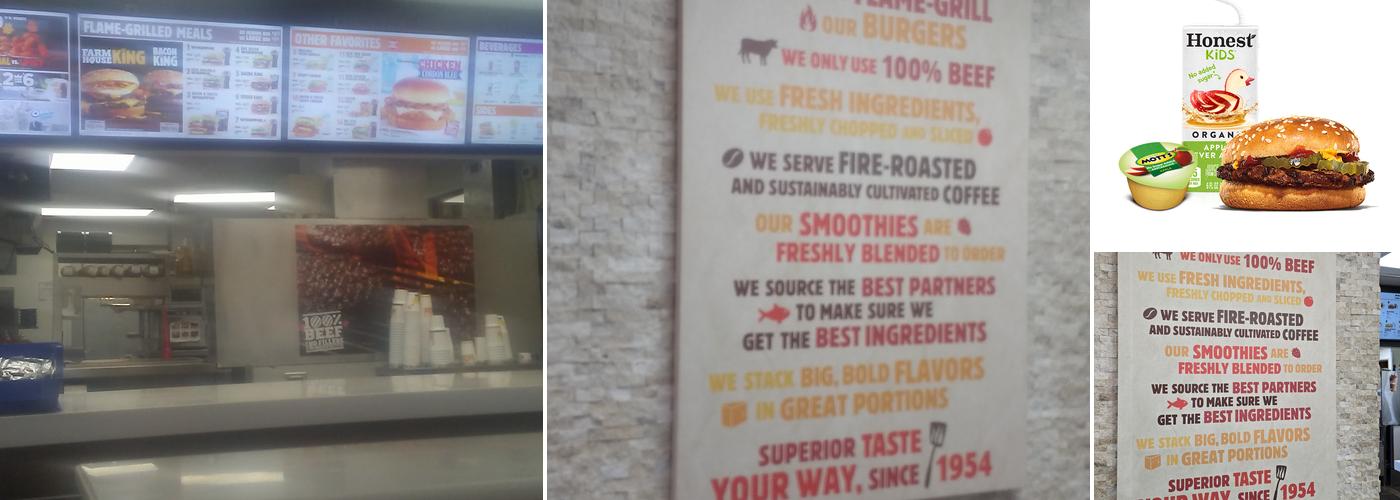 FLAME-GRILLED MEALS
FARM
HOUSE
KING
BACON
KING
OTHER FAVORITES
CHICKEN
CORDON BLEU
BEVERAGES
100%
BEEF
FLAME-GRILL
OUR BURGERS
WE ONLY USE 100% BEEF
WE USE FRESH INGREDIENTS,
FRESHLY CHOPPED AND SLICED
WE SERVE FIRE-ROASTED
AND SUSTAINABLY CULTIVATED COFFEE
OUR SMOOTHIES ARE
FRESHLY BLENDED TO ORDER
WE SOURCE THE BEST PARTNERS
TO MAKE SURE WE
GET THE BEST INGREDIENTS
WE STACK BIG, BOLD FLAVORS
IN GREAT PORTIONS
SUPERIOR TASTE
YOUR WAY, SINCE 1954
Honest
KiDS
No added
sugar
ORGAN
MOTT'S
WE ONLY USE 100% BEEF
WE USE FRESH INGREDIENTS,
FRESHLY CHOPPED AND SLICED
WE SERVE FIRE-ROASTED
AND SUSTAINABLY CULTIVATED COFFEE
OUR SMOOTHIES ARE
FRESHLY BLENDED TO ORDER
WE SOURCE THE BEST PARTNERS
TO MAKE SURE WE
GET THE BEST INGREDIENTS
WE STACK BIG, BOLD FLAVORS
IN GREAT PORTIONS
SUPERIOR TASTE
YOUR WAY, SINCE 1954